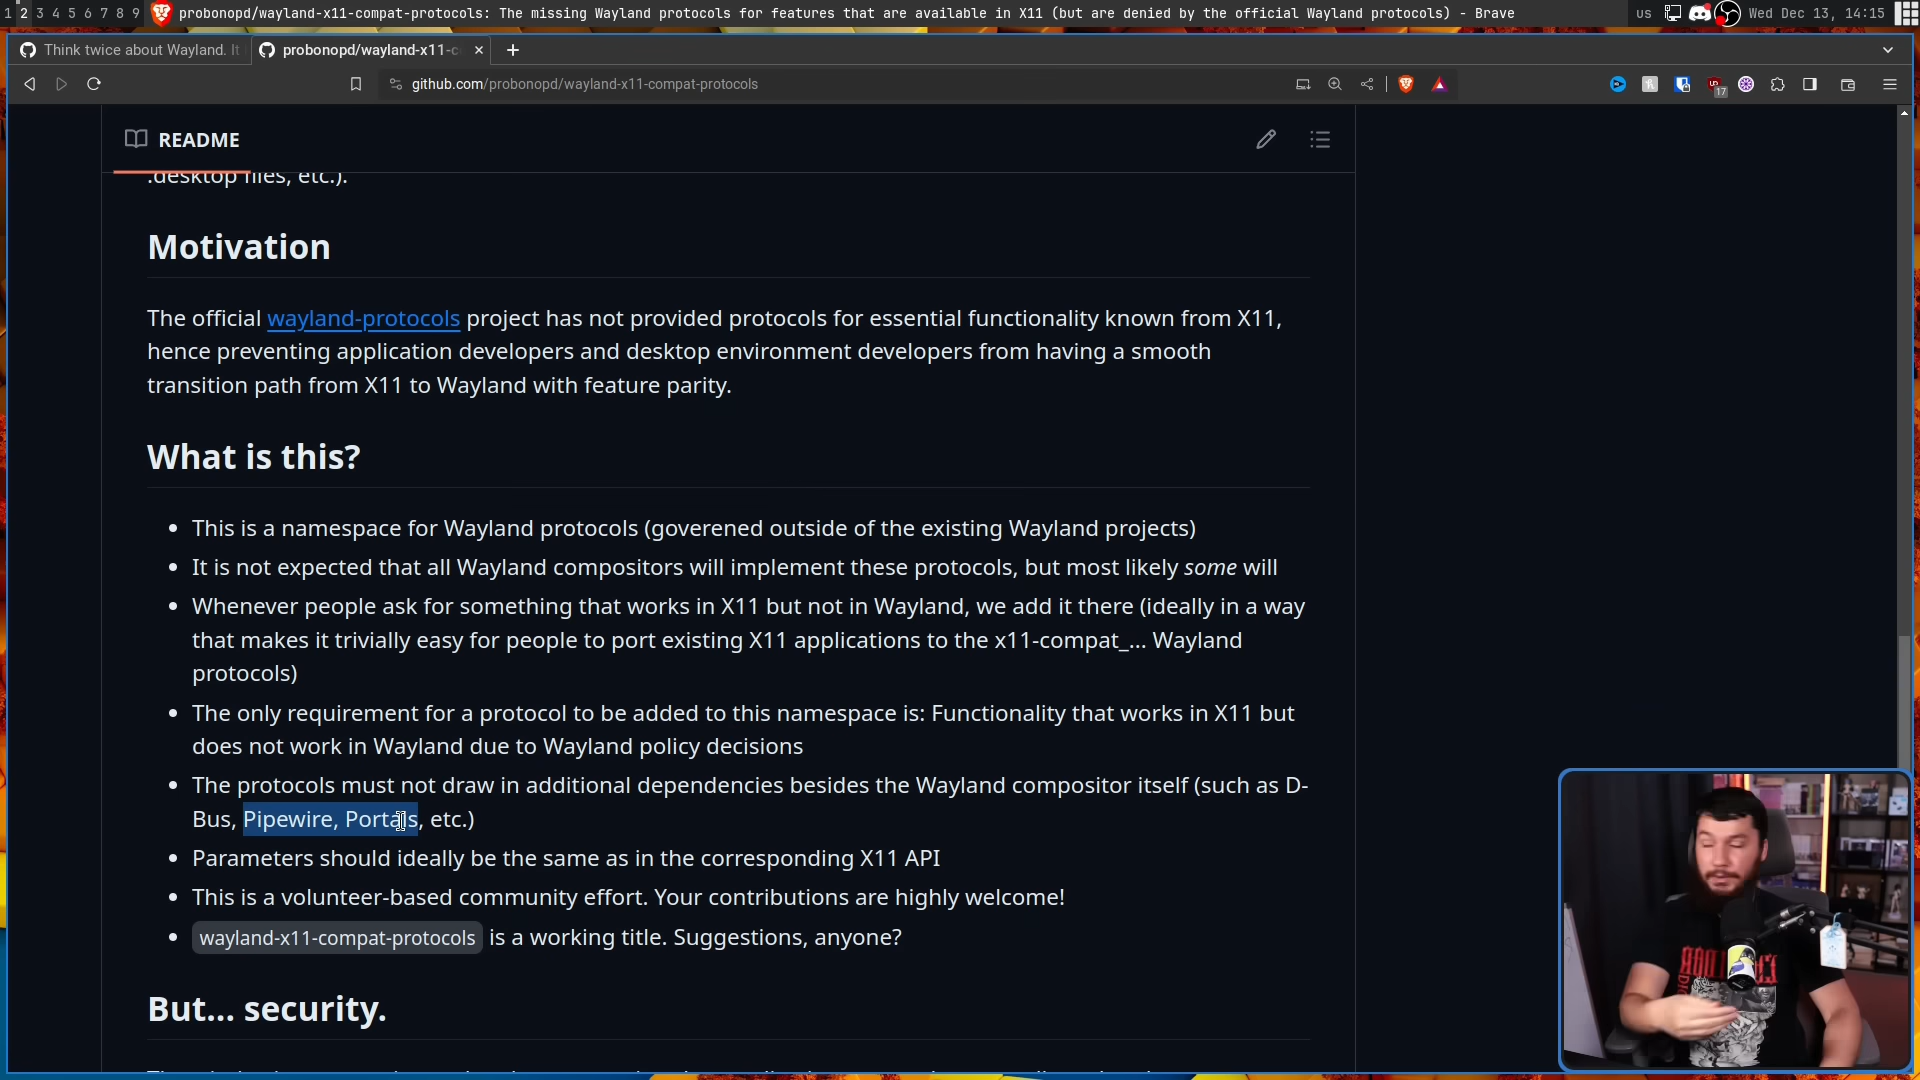 1 2 3 4 5 6 7 8 9 probonopd/wayland-x11-compat-protocols: The missing Wayland protocols for features that are available in X11 (but are denied by the official Wayland protocols) - Brave us Wed Dec 13, 14:15
Think twice about Wayland. It probonopd/wayland-x11-c
github.com/probonopd/wayland-x11-compat-protocols 17
README
.desktop files, etc.).
Motivation
The official wayland-protocols project has not provided protocols for essential functionality known from X11,
hence preventing application developers and desktop environment developers from having a smooth
transition path from X11 to Wayland with feature parity.
What is this?
• This is a namespace for Wayland protocols (goverened outside of the existing Wayland projects)
• It is not expected that all Wayland compositors will implement these protocols, but most likely some will
• Whenever people ask for something that works in X11 but not in Wayland, we add it there (ideally in a way
that makes it trivially easy for people to port existing X11 applications to the x11-compat_... Wayland
protocols)
• The only requirement for a protocol to be added to this namespace is: Functionality that works in X11 but
does not work in Wayland due to Wayland policy decisions
• The protocols must not draw in additional dependencies besides the Wayland compositor itself (such as D-
Bus, Pipewire, Portals, etc.)
• Parameters should ideally be the same as in the corresponding X11 API
• This is a volunteer-based community effort. Your contributions are highly welcome!
• wayland-x11-compat-protocols is a working title. Suggestions, anyone?
But... security.